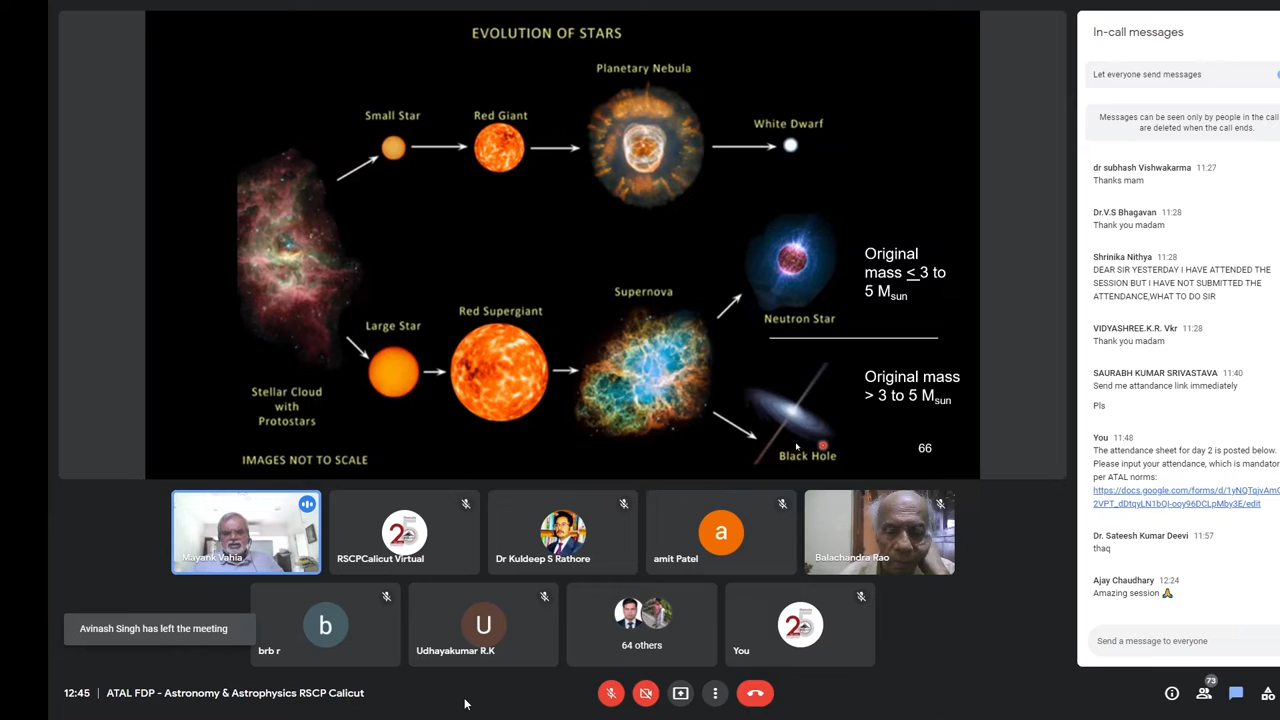 EVOLUTION OF STARS
Planetary Nebula
Small Star
Red Giant
White Dwarf
Original
mass < 3 to
5 Msun
Supernova
Neutron Star
Large Star
Red Supergiant
Original mass
> 3 to 5 Msun
Stellar Cloud
with
Protostars
Black Hole
IMAGES NOT TO SCALE
66
Mayank Vahia
RSCPCalicut Virtual
Dr Kuldeep S Rathore
a
amit Patel
Balachandra Rao
Avinash Singh has left the meeting
b
brb r
U
Udhayakumar R.K
64 others
You
12:45 | ATAL FDP - Astronomy & Astrophysics RSCP Calicut
73
In-call messages
Let everyone send messages
Messages can be seen only by people in the call
are deleted when the call ends.
dr subhash Vishwakarma 11:27
Thanks mam
Dr.V.S Bhagavan 11:28
Thank you madam
Shrinika Nithya 11:28
DEAR SIR YESTERDAY I HAVE ATTENDED THE
SESSION BUT I HAVE NOT SUBMITTED THE
ATTENDANCE,WHAT TO DO SIR
VIDYASHREE.K.R. Vkr 11:28
Thank you madam
SAURABH KUMAR SRIVASTAVA 11:40
Send me attandance link immediately
Pls
You 11:48
The attendance sheet for day 2 is posted below.
Please input your attendance, which is mandator
per ATAL norms:
Dr. Sateesh Kumar Deevi 11:57
thaq
Ajay Chaudhary 12:24
Amazing session 🙏
Send a message to everyone